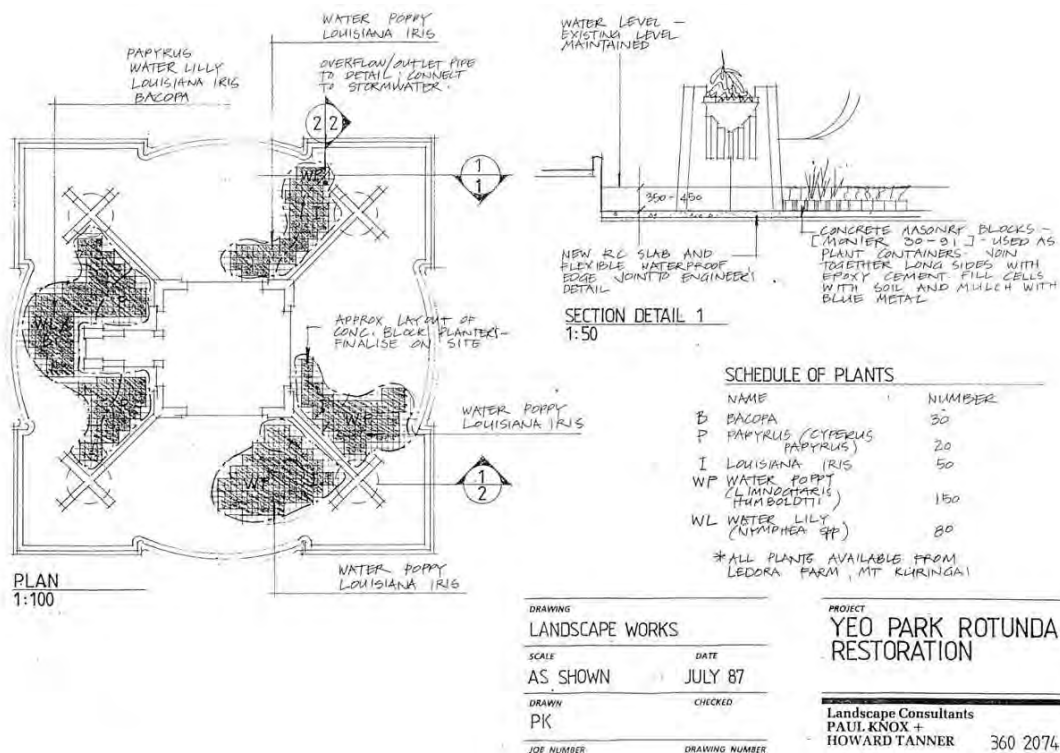 WATER POPPY
LOUISIANA IRIS
PAPYRUS
WATER LILLY
LOUISIANA IRIS
BACOPA
OVERFLOW/OUTLET PIPE
TO DETAIL; CONNECT
TO STORMWATER.
2 2
1
1
WP
WL
APPROX LAYOUT OF
CONC. BLOCK PLANTERS-
FINALISE ON SITE
WATER POPPY
LOUISIANA IRIS
WP
1
2
WATER POPPY
LOUISIANA IRIS
PLAN
1:100
WATER LEVEL –
EXISTING LEVEL
MAINTAINED
350 - 450
NEW RC SLAB AND
FLEXIBLE WATERPROOF
EDGE JOINT TO ENGINEERS
DETAIL
CONCRETE MASONRY BLOCKS –
[MONIER 30-91] - USED AS
PLANT CONTAINERS. JOIN
TOGETHER LONG SIDES WITH
EPOXY CEMENT. FILL CELLS
WITH SOIL AND MULCH WITH
BLUE METAL
SECTION DETAIL 1
1:50
SCHEDULE OF PLANTS
NAME NUMBER
B BACOPA 30
P PAPYRUS (CYPERUS
PAPYRUS) 20
I LOUISIANA IRIS 50
WP WATER POPPY
(LIMNOCHARIS
HUMBOLDTII) 150
WL WATER LILY
(NYMPHEA SPP) 80
*ALL PLANTS AVAILABLE FROM
LEDORA FARM, MT KURINGAI
DRAWING
LANDSCAPE WORKS
SCALE DATE
AS SHOWN JULY 87
DRAWN CHECKED
PK
JOB NUMBER DRAWING NUMBER
PROJECT
YEO PARK ROTUNDA
RESTORATION
Landscape Consultants
PAUL KNOX +
HOWARD TANNER 360 2074